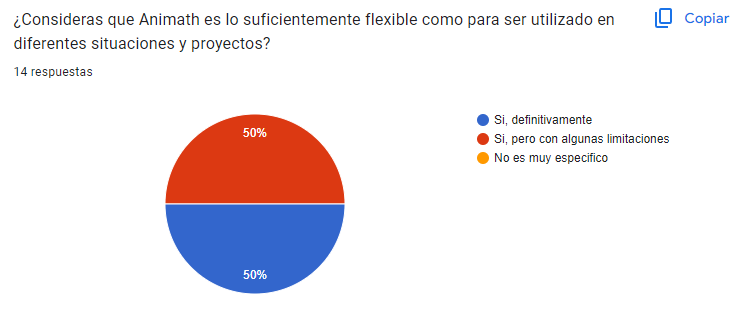 ¿Consideras que Animath es lo suficientemente flexible como para ser utilizado en
diferentes situaciones y proyectos?
Copiar
14 respuestas
50%
50%
Si, definitivamente
Si, pero con algunas limitaciones
No es muy especifico